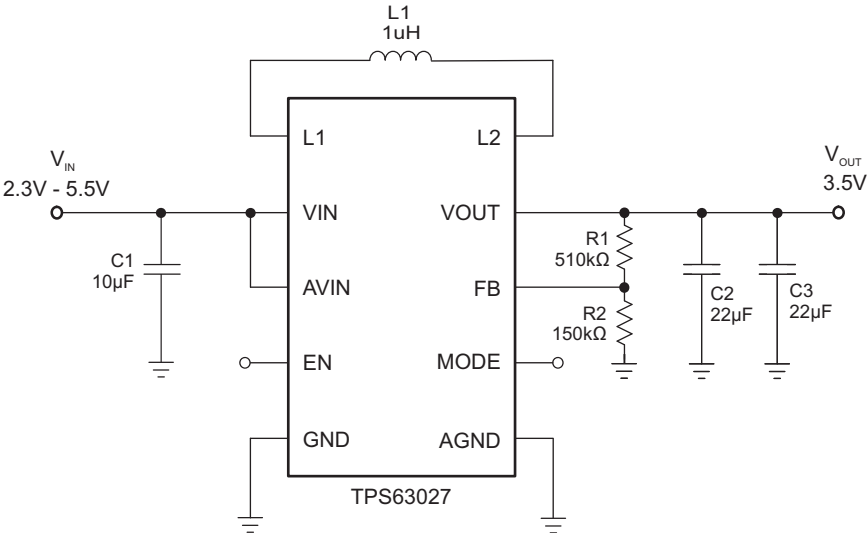 L1
1uH
L1
L2
VIN
2.3V - 5.5V
VOUT
3.5V
VIN
VOUT
C1
10µF
R1
510kΩ
AVIN
FB
C2
22µF
C3
22µF
R2
150kΩ
EN
MODE
GND
AGND
TPS63027